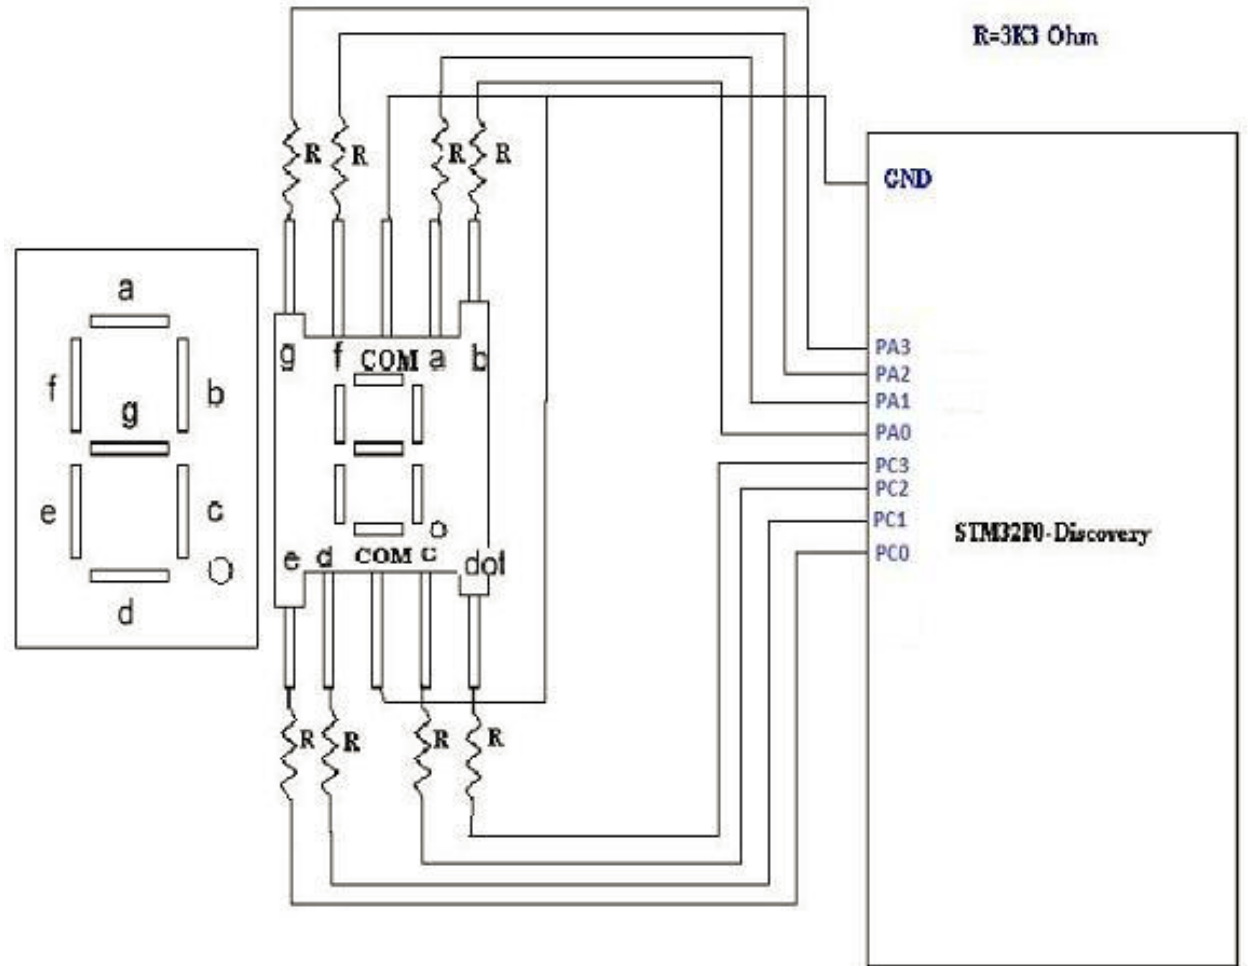 R=3K3 Ohm
R
R
R
R
GND
a
f
b
g
e
c
d
g f COM a b
e d COM c dot
PA3
PA2
PA1
PA0
PC3
PC2
PC1
PC0
STM32F0-Discovery
R
R
R
R